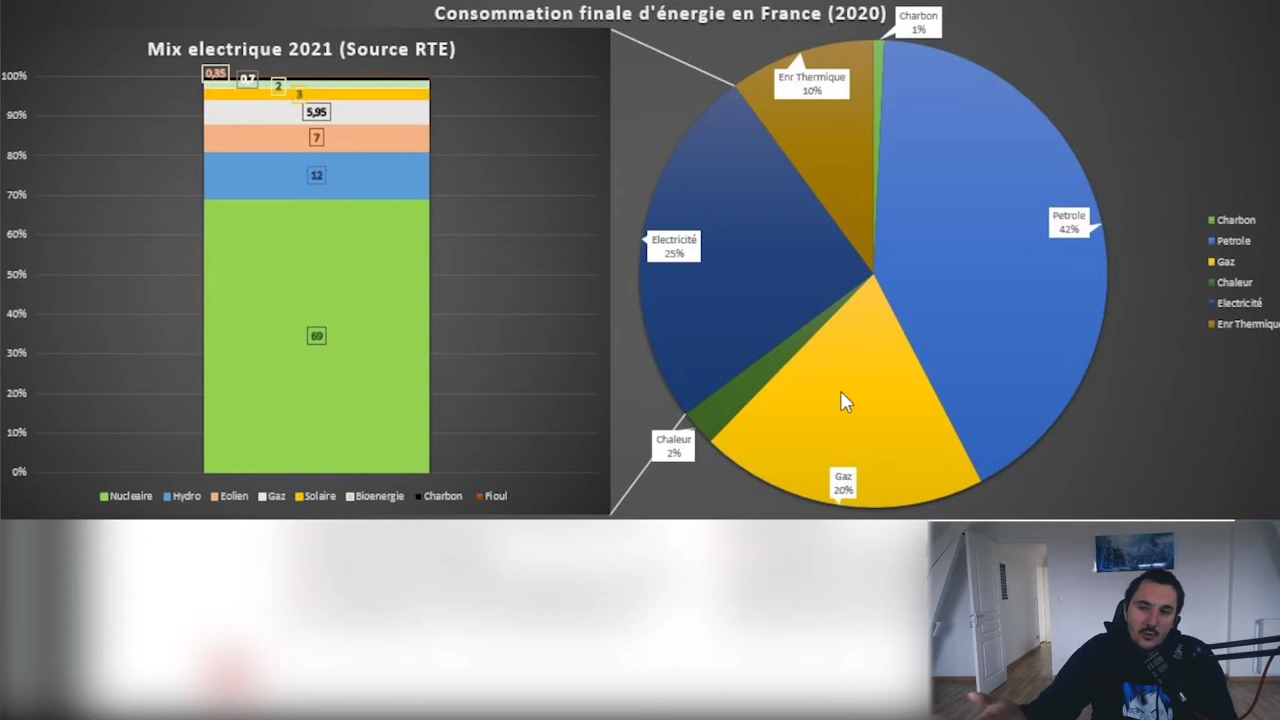 Consommation finale d'énergie en France (2020)
Mix electrique 2021 (Source RTE)
100%
90%
80%
70%
60%
50%
40%
30%
20%
10%
0%
0,35
0,7
2
3
5,95
7
12
69
Nucleaire
Hydro
Eolien
Gaz
Solaire
Bioenergie
Charbon
Fioul
Charbon
1%
Enr Thermique
10%
Petrole
42%
Electricité
25%
Chaleur
2%
Gaz
20%
Charbon
Petrole
Gaz
Chaleur
Electricité
Enr Thermique